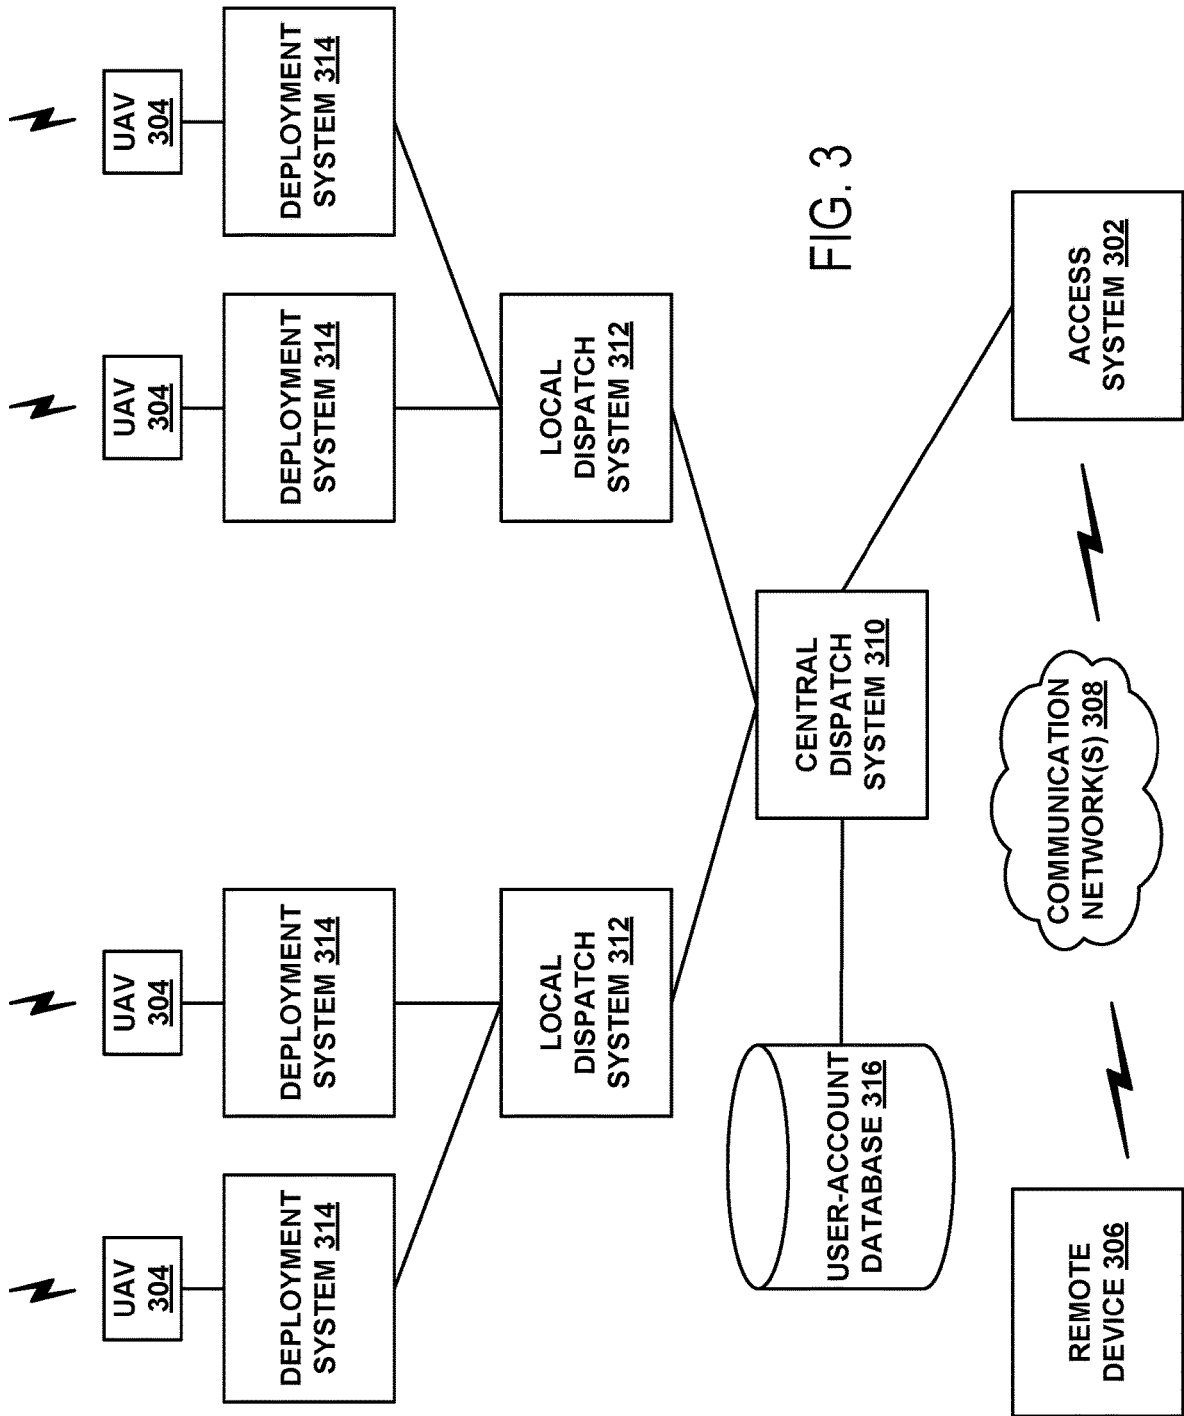 UAV
304
UAV
304
UAV
304
UAV
304
DEPLOYMENT
SYSTEM 314
DEPLOYMENT
SYSTEM 314
DEPLOYMENT
SYSTEM 314
DEPLOYMENT
SYSTEM 314
LOCAL
DISPATCH
SYSTEM 312
LOCAL
DISPATCH
SYSTEM 312
USER-ACCOUNT
DATABASE 316
CENTRAL
DISPATCH
SYSTEM 310
FIG. 3
REMOTE
DEVICE 306
COMMUNICATION
NETWORK(S) 308
ACCESS
SYSTEM 302